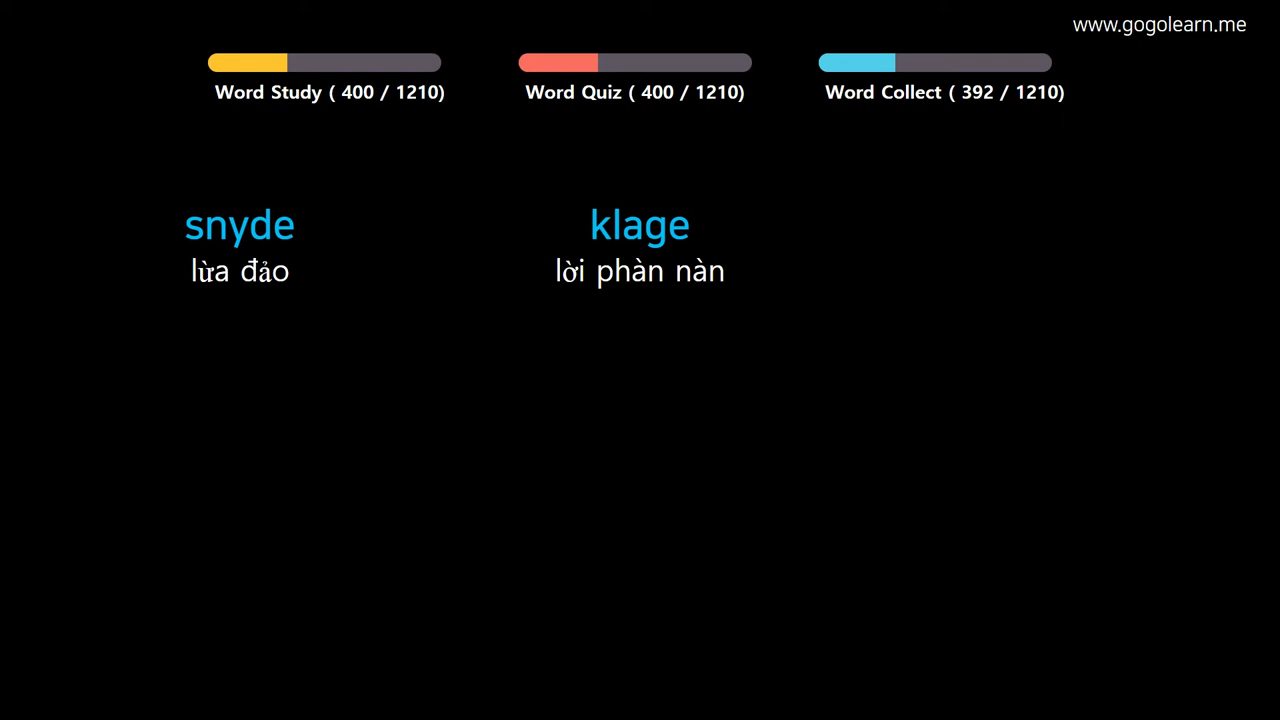 www.gogolearn.me
Word Study ( 400 / 1210)
Word Quiz ( 400 / 1210)
Word Collect ( 392 / 1210)
snyde
lừa đảo
klage
lời phàn nàn